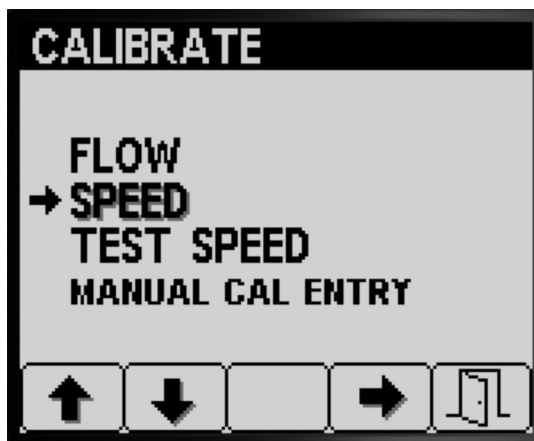 CALIBRATE
FLOW
SPEED
TEST SPEED
MANUAL CAL ENTRY